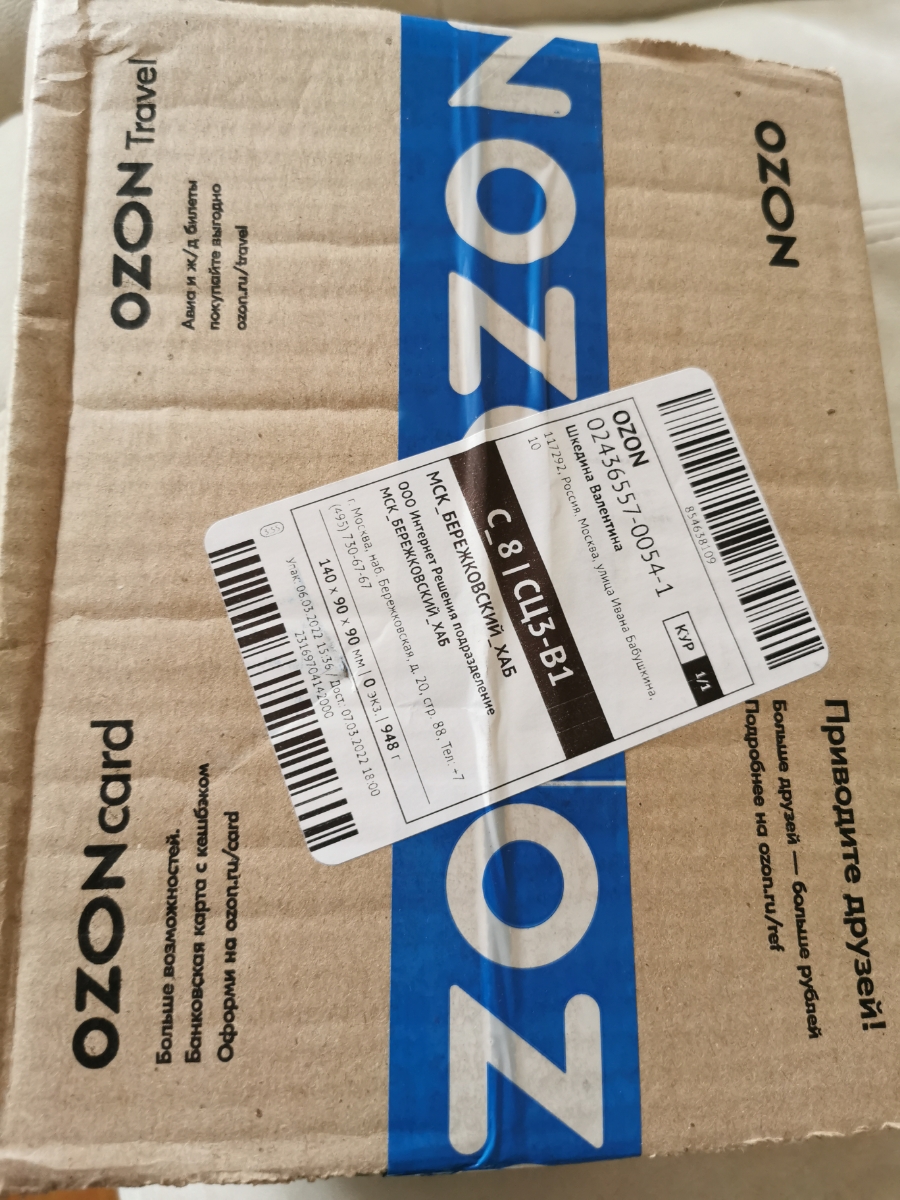 OZON Travel
Авиа и ж/д билеты
покупайте выгодно
ozon.ru/travel
OZON card
Больше возможностей.
Банковская карта с кешбэком
Оформи на ozon.ru/card
OZON
OZ
OZON
Приводите друзей!
Больше друзей — больше рублей
Подробнее на ozon.ru/ref
854638109
OZON
02436557-0054-1
КУР 1/1
Шкедина Валентина
117292, Россия, Москва, улица Ивана Бабушкина,
10
С_8 | СЦ3-В1
МСК_БЕРЕЖКОВСКИЙ_ХАБ
ООО Интернет Решения подразделение
МСК_БЕРЕЖКОВСКИЙ_ХАБ
г Москва, наб. Бережковская, д. 20, стр. 88, Тел: +7
(495) 730-67-67
140 x 90 x 90 мм | 0 экз. | 948 г
Упак: 06.03.2022 13:36 / Дост: 07.03.2022 18:00
23169704142000